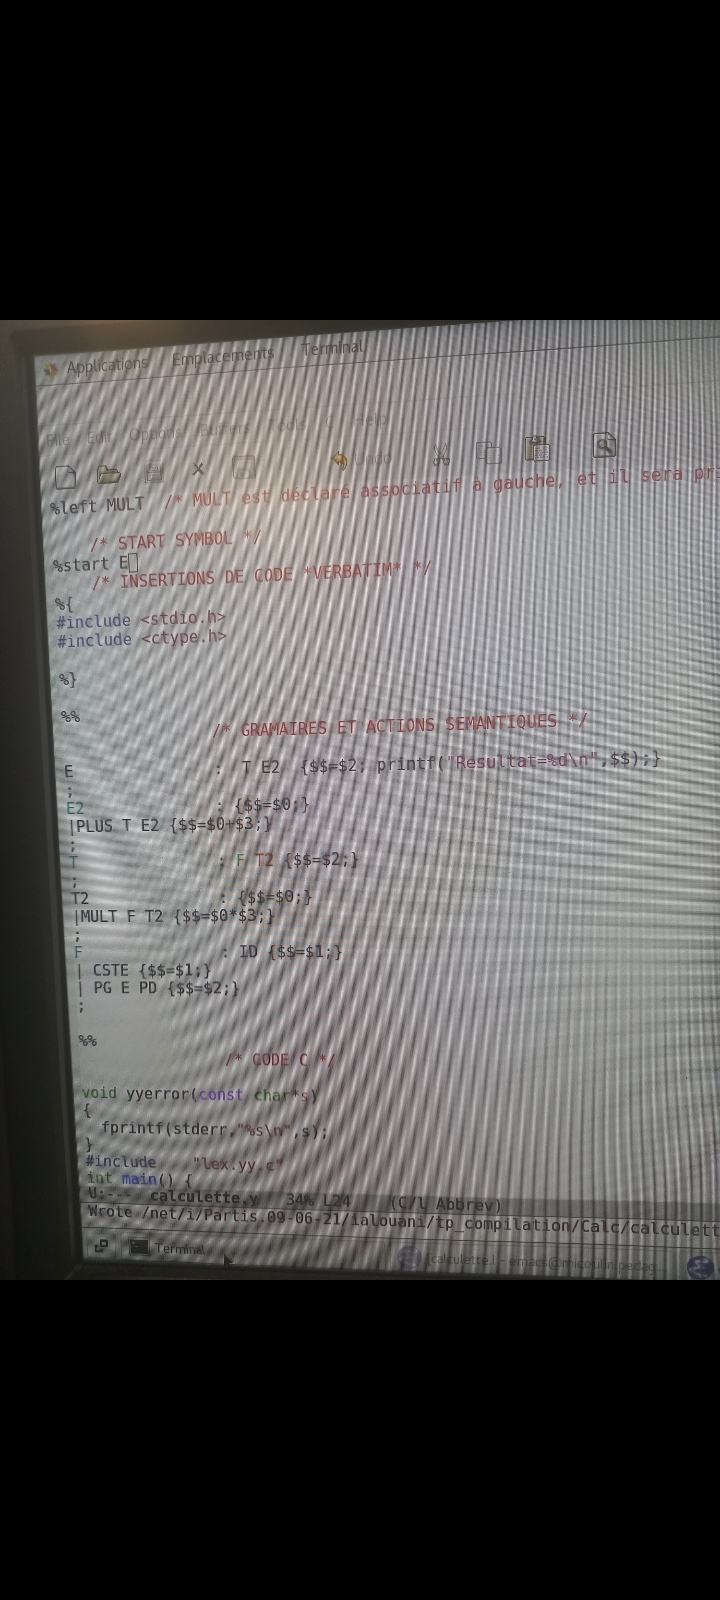 Applications Emplacements Terminal
File Edit Options Buffers Tools C Help
Undo
%left MULT /* MULT est déclaré associatif à gauche, et il sera
/* START SYMBOL */
%start E
/* INSERTIONS DE CODE *VERBATIM* */
%{
#include <stdio.h>
#include <ctype.h>
%}
%%
/* GRAMAIRES ET ACTIONS SEMANTIQUES */
E : T E2 {$$=$2; printf("Resultat=%d\n",$$);}
;
E2 : {$$=$0;}
|PLUS T E2 {$$=$0+$3;}
;
T : F T2 {$$=$2;}
;
T2 : {$$=$0;}
|MULT F T2 {$$=$0*$3;}
;
F : ID {$$=$1;}
| CSTE {$$=$1;}
| PG E PD {$$=$2;}
;
%%
/* CODE C */
void yyerror(const char*s)
{
fprintf(stderr,"%s\n",s);
}
#include "lex.yy.c"
int main() {
U:--- calculette.y 34% L24 (C/l Abbrev)
Wrote /net/i/Partis.09-06-21/ialouani/tp_compilation/Calc/calculett
Terminal
[calculette.l - emacs@micoulin.pedag